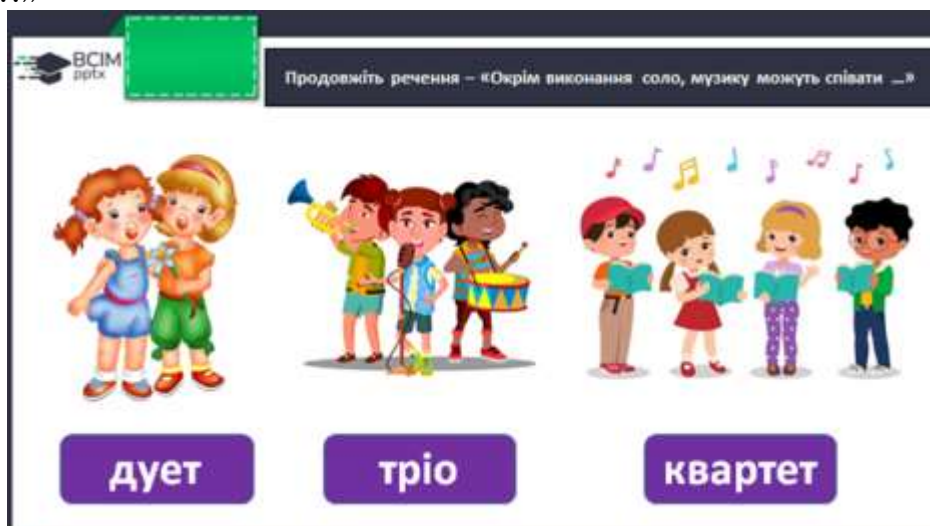 ВСІМ
pptx
Продовжіть речення – «Окрім виконання соло, музику можуть співати ...»
дует
тріо
квартет